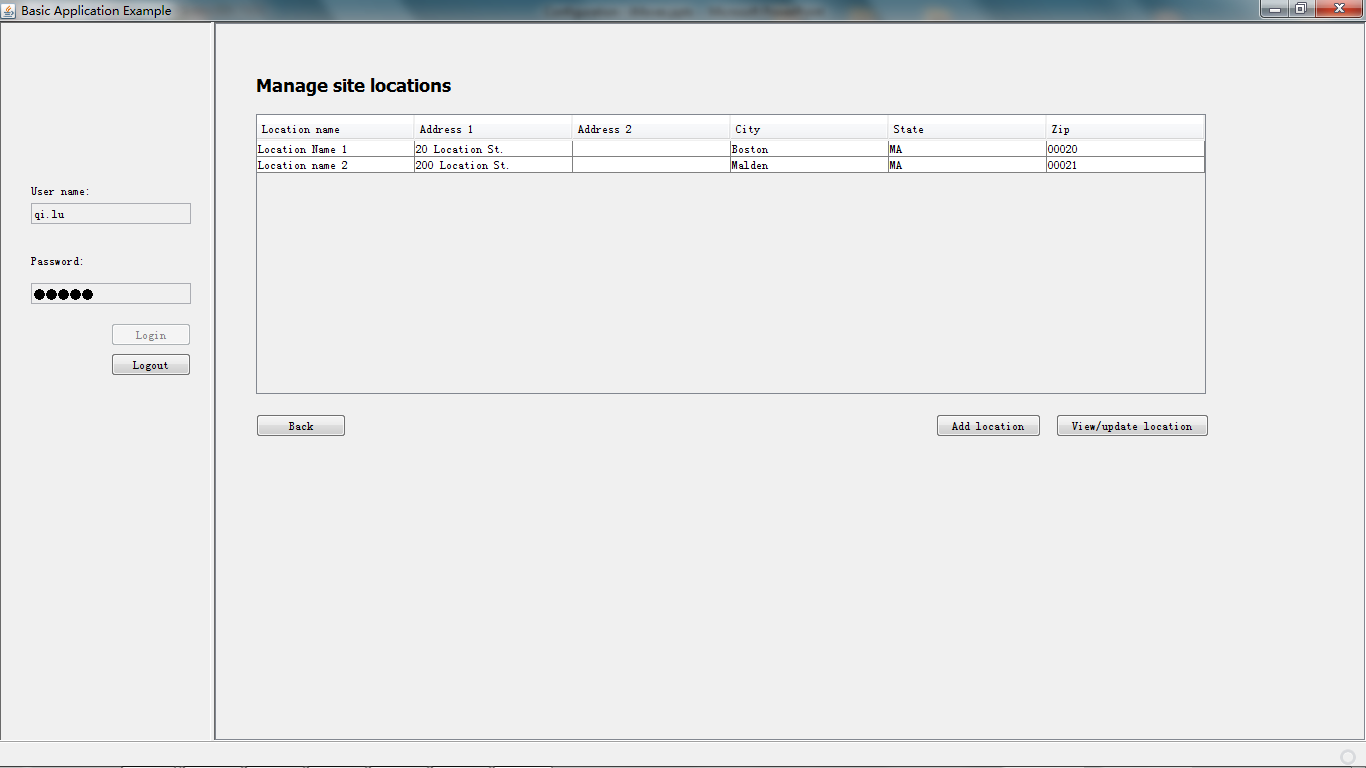 Basic Application Example
User name:
qi.lu
Password:
Login
Logout
Manage site locations
Location name Address 1 Address 2 City State Zip
Location Name 1 20 Location St. Boston MA 00020
Location name 2 200 Location St. Malden MA 00021
Back Add location View/update location